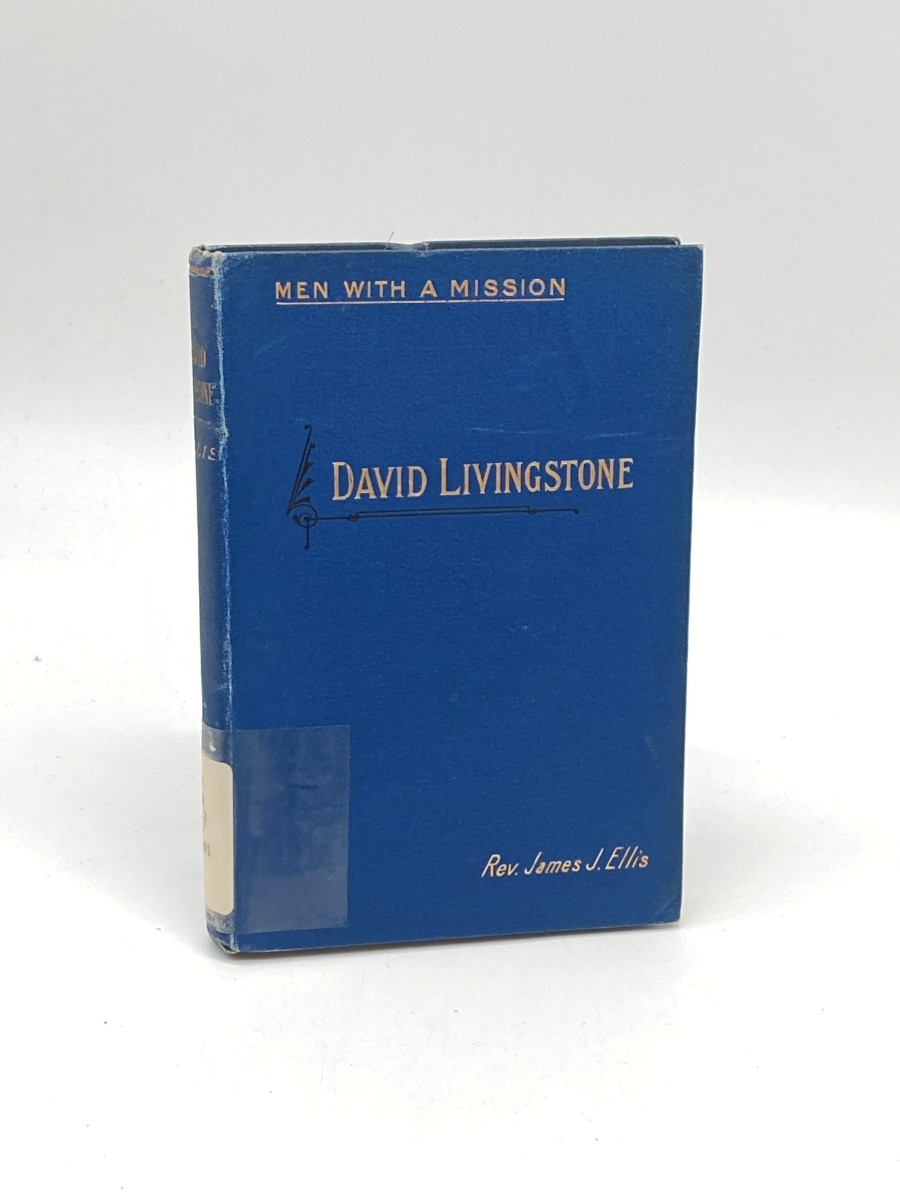 MEN WITH A MISSION
DAVID LIVINGSTONE
Rev. James J. Ellis